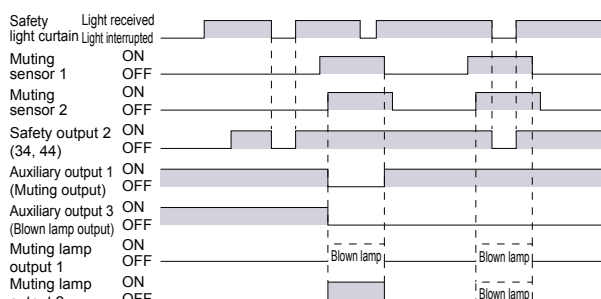 Safety Light received
light curtain Light interrupted
Muting ON
sensor 1 OFF
Muting ON
sensor 2 OFF
Safety output 2 ON
(34, 44) OFF
Auxiliary output 1 ON
(Muting output) OFF
Auxiliary output 3 ON
(Blown lamp output) OFF
Muting lamp ON
output 1 OFF Blown lamp Blown lamp
Muting lamp ON
OFF Blown lamp